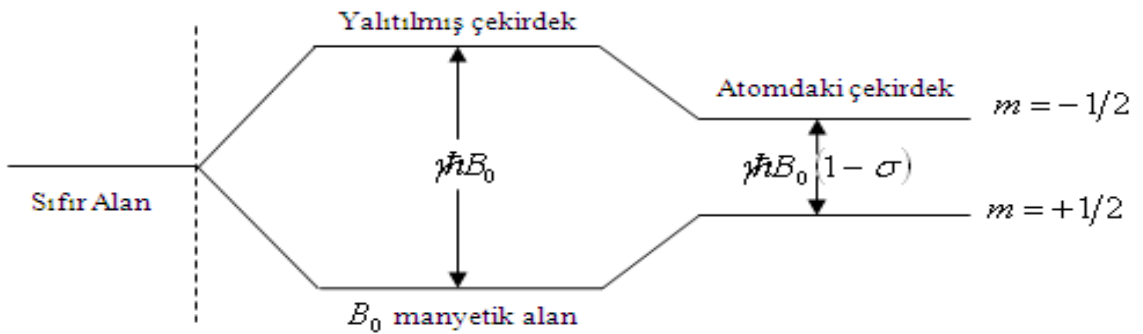 Yalıtılmış çekirdek
Atomdaki çekirdek
m = −1/2
γℏB₀
γℏB₀(1 − σ)
Sıfır Alan
m = +1/2
B₀ manyetik alan